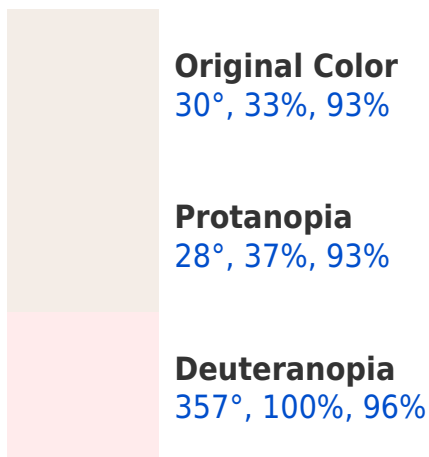 Original Color
30°, 33%, 93%
Protanopia
28°, 37%, 93%
Deuteranopia
357°, 100%, 96%